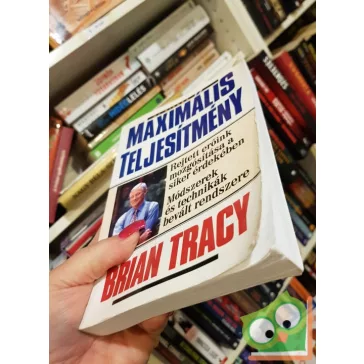 MAXIMÁLIS
TELJESÍTMÉNY
Rejtett erőink
mozgósítása a
siker érdekében
Módszerek
és technikák
bevált rendszere
BRIAN TRACY